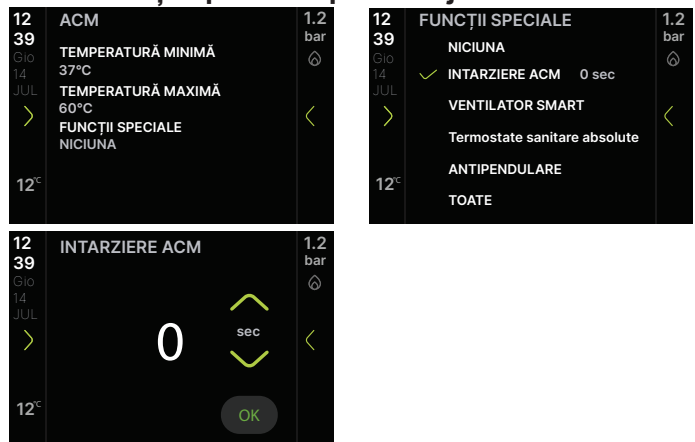 12
39
Gio
14
JUL
12°C
ACM
TEMPERATURĂ MINIMĂ
37°C
TEMPERATURĂ MAXIMĂ
60°C
FUNCȚII SPECIALE
NICIUNA
1.2
bar
12
39
Gio
14
JUL
12°C
FUNCȚII SPECIALE
NICIUNA
INTARZIERE ACM 0 sec
VENTILATOR SMART
Termostate sanitare absolute
ANTIPENDULARE
TOATE
1.2
bar
12
39
Gio
14
JUL
12°C
INTARZIERE ACM
0
sec
OK
1.2
bar